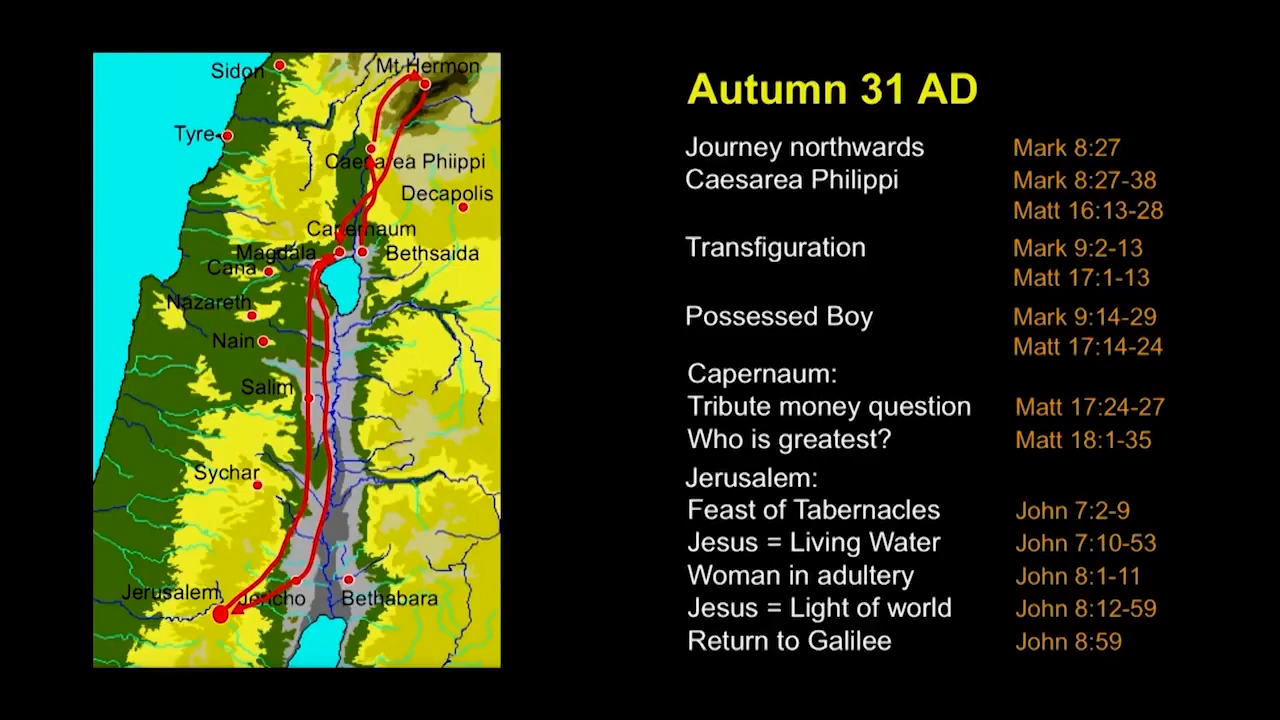 Sidon
Mt Hermon
Tyre
Caesarea Phiippi
Decapolis
Capernaum
Magdala
Bethsaida
Cana
Nazareth
Nain
Salim
Sychar
Jerusalem
Jericho
Bethabara
Autumn 31 AD
Journey northwards Mark 8:27
Caesarea Philippi Mark 8:27-38
Matt 16:13-28
Transfiguration Mark 9:2-13
Matt 17:1-13
Possessed Boy Mark 9:14-29
Matt 17:14-24
Capernaum:
Tribute money question Matt 17:24-27
Who is greatest? Matt 18:1-35
Jerusalem:
Feast of Tabernacles John 7:2-9
Jesus = Living Water John 7:10-53
Woman in adultery John 8:1-11
Jesus = Light of world John 8:12-59
Return to Galilee John 8:59